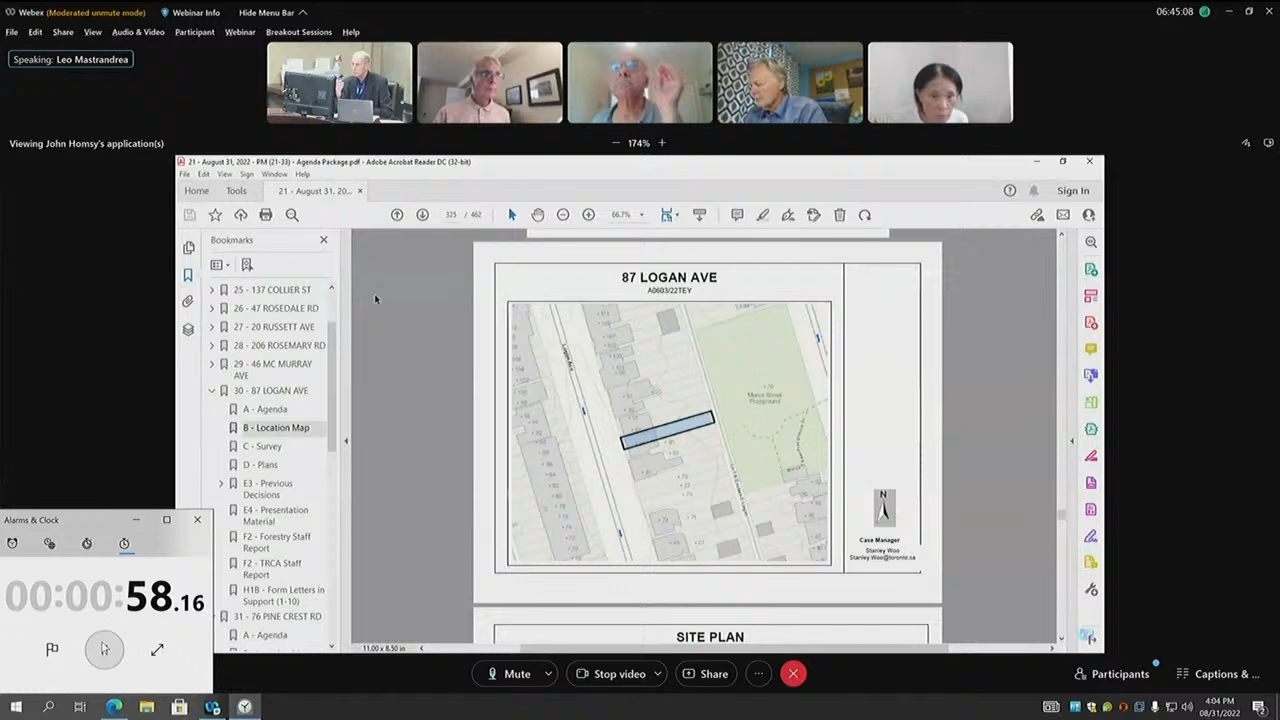 Webex (Moderated unmute mode) Webinar Info Hide Menu Bar 06:45:08
File Edit Share View Audio & Video Participant Webinar Breakout Sessions Help
Speaking: Leo Mastrandrea
Viewing John Homsy's application(s) 174%
21 - August 31, 2022 - PM (21-33) - Agenda Package.pdf - Adobe Acrobat Reader DC (32-bit)
File Edit View Sign Window Help
Home Tools 21 - August 31, 20... Sign In
325 / 462 66.7%
Bookmarks
25 - 137 COLLIER ST
26 - 47 ROSEDALE RD
27 - 20 RUSSETT AVE
28 - 206 ROSEMARY RD
29 - 46 MC MURRAY
AVE
30 - 87 LOGAN AVE
A - Agenda
B - Location Map
C - Survey
D - Plans
E3 - Previous
Decisions
E4 - Presentation
Material
F2 - Forestry Staff
Report
F2 - TRCA Staff
Report
H1B - Form Letters in
Support (1-10)
31 - 76 PINE CREST RD
A - Agenda
87 LOGAN AVE
A0603/22TEY
Logan Ave
Playground
N
Case Manager
Stanley Woo
Stanley.Woo@toronto.ca
SITE PLAN
11.00 x 8.50 in
Alarms & Clock
00:00:58.16
Mute Stop video Share Participants Captions & ...
4:04 PM
08/31/2022